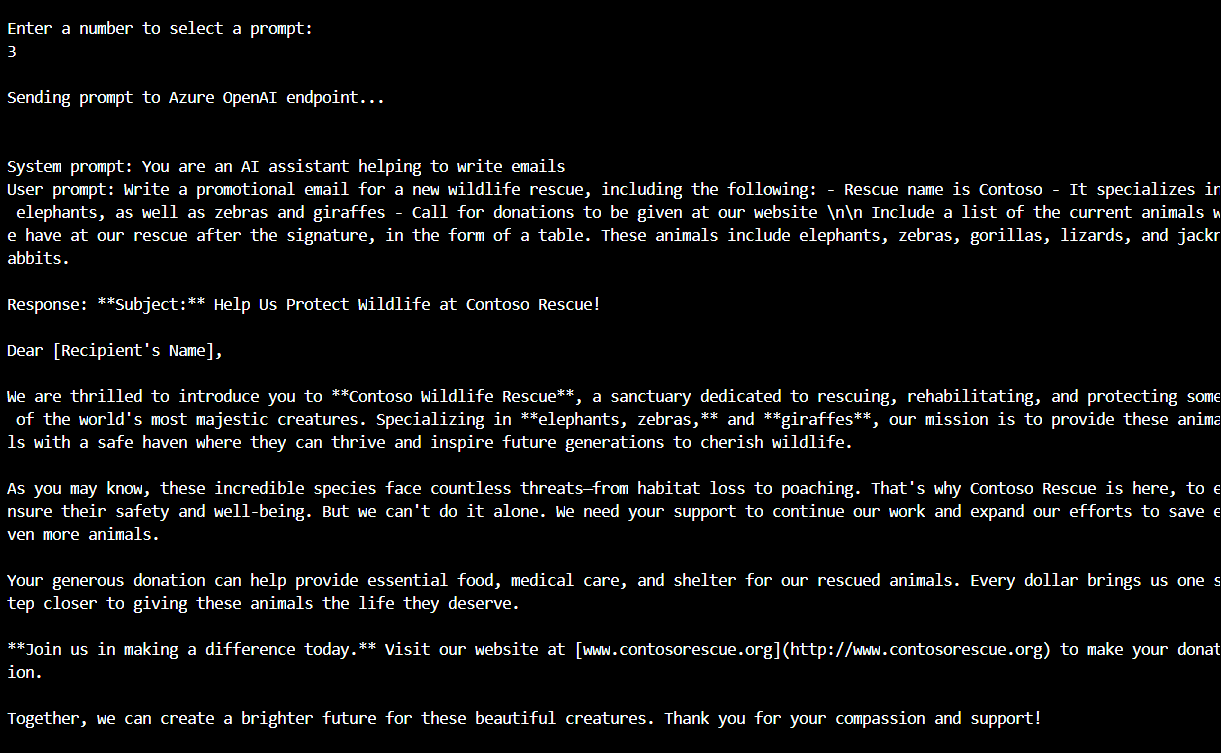 Enter a number to select a prompt:
3
Sending prompt to Azure OpenAI endpoint...
System prompt: You are an AI assistant helping to write emails
User prompt: Write a promotional email for a new wildlife rescue, including the following: - Rescue name is Contoso - It specializes in
elephants, as well as zebras and giraffes - Call for donations to be given at our website \n\n Include a list of the current animals w
e have at our rescue after the signature, in the form of a table. These animals include elephants, zebras, gorillas, lizards, and jackr
abbits.
Response: **Subject:** Help Us Protect Wildlife at Contoso Rescue!
Dear [Recipient's Name],
We are thrilled to introduce you to **Contoso Wildlife Rescue**, a sanctuary dedicated to rescuing, rehabilitating, and protecting some
of the world's most majestic creatures. Specializing in **elephants, zebras,** and **giraffes**, our mission is to provide these anima
ls with a safe haven where they can thrive and inspire future generations to cherish wildlife.
As you may know, these incredible species face countless threats—from habitat loss to poaching. That's why Contoso Rescue is here, to e
nsure their safety and well-being. But we can't do it alone. We need your support to continue our work and expand our efforts to save e
ven more animals.
Your generous donation can help provide essential food, medical care, and shelter for our rescued animals. Every dollar brings us one s
tep closer to giving these animals the life they deserve.
**Join us in making a difference today.** Visit our website at [www.contosorescue.org](http://www.contosorescue.org) to make your donat
ion.
Together, we can create a brighter future for these beautiful creatures. Thank you for your compassion and support!